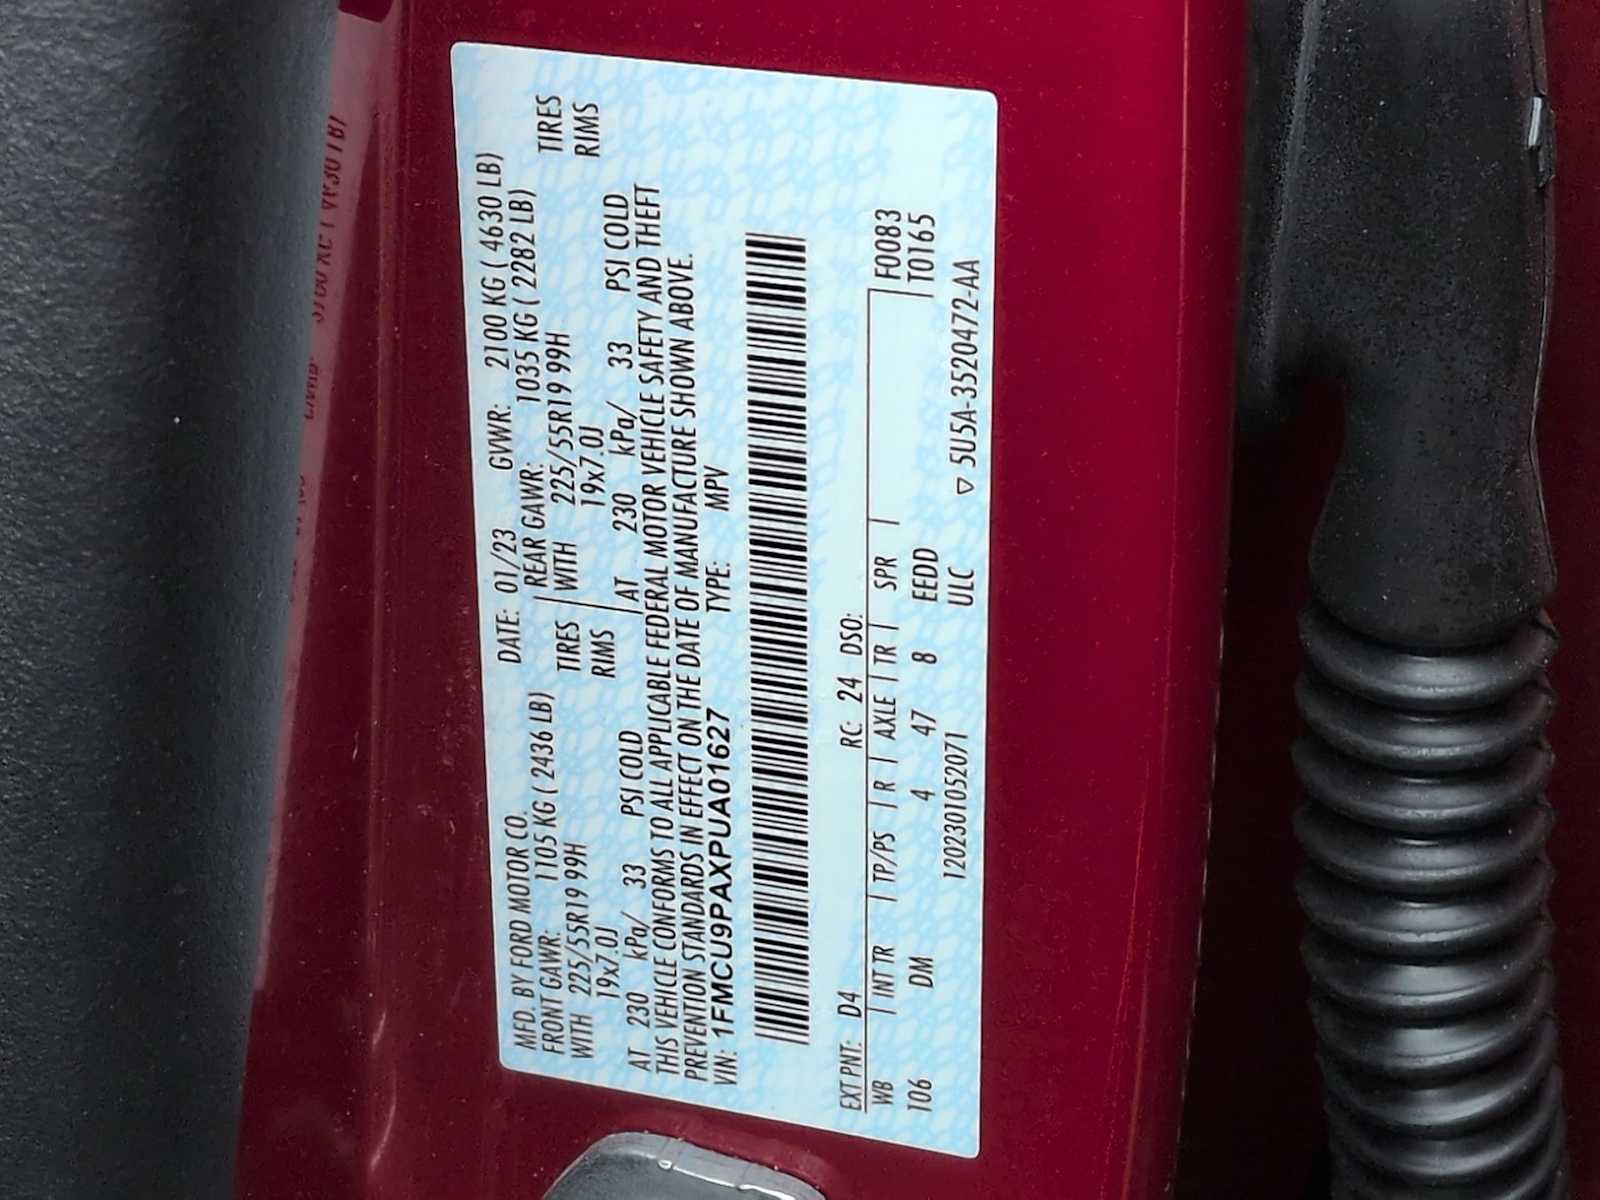 MFD. BY FORD MOTOR CO. DATE: 01/23 GVWR: 2100 KG ( 4630 LB)
FRONT GAWR: 1105 KG ( 2436 LB) REAR GAWR: 1035 KG ( 2282 LB)
WITH 225/55R19 99H TIRES WITH 225/55R19 99H TIRES
19x7.0J RIMS 19x7.0J RIMS
AT 230 kPa/ 33 PSI COLD AT 230 kPa/ 33 PSI COLD
THIS VEHICLE CONFORMS TO ALL APPLICABLE FEDERAL MOTOR VEHICLE SAFETY AND THEFT
PREVENTION STANDARDS IN EFFECT ON THE DATE OF MANUFACTURE SHOWN ABOVE.
VIN: 1FMCU9PAXPUA01627 TYPE: MPV
EXT PNT: D4 RC: 24 DSO: F0083
WB INT TR TP/PS R AXLE TR SPR T0165
106 DM 4 47 8 EEDD
1202301052071 ULC ▽ 5U5A-3520472-AA